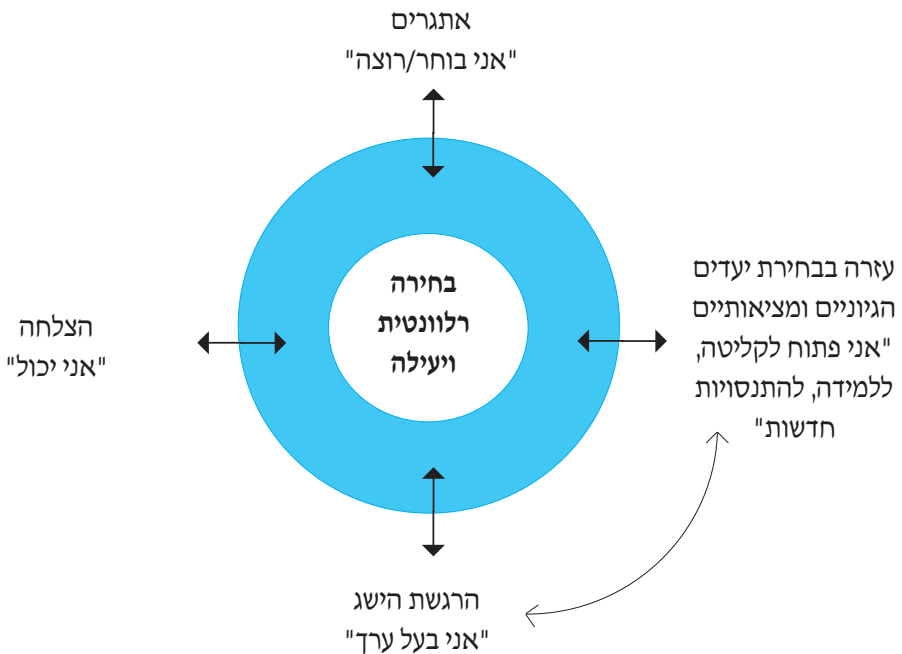 אתגרים
"אני בוחר/רוצה"
עזרה בבחירת יעדים
הגיוניים ומציאותיים
"אני פתוח לקליטה,
ללמידה, להתנסויות
חדשות"
בחירה
רלוונטית
ויעילה
הצלחה
"אני יכול"
הרגשת הישג
"אני בעל ערך"